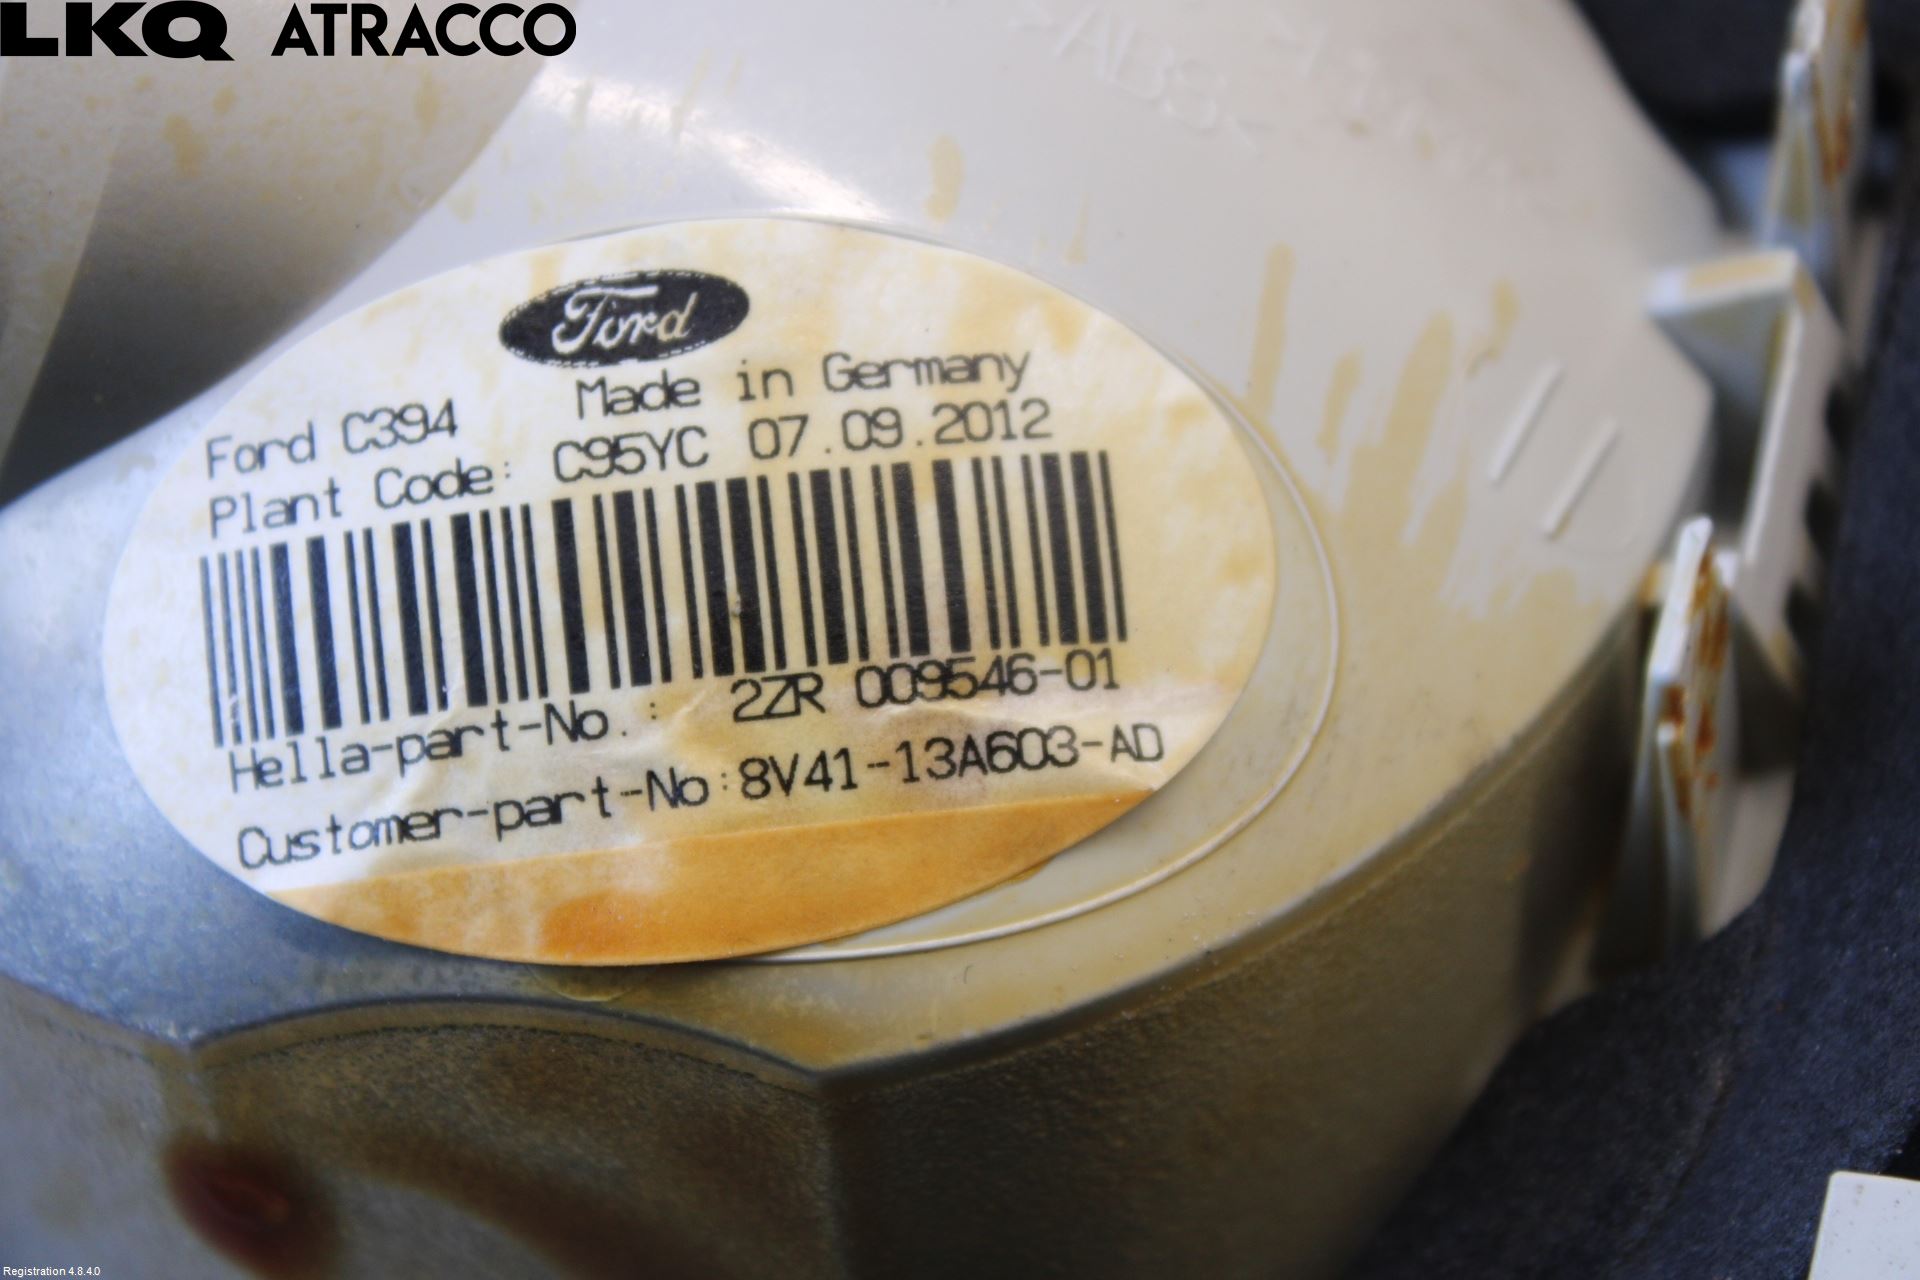 LKQ ATRACCO
>ABS<
Ford
Made in Germany
Ford C394
Plant Code: C95YC 07.09.2012
Hella-part-No.: 2ZR 009546-01
Customer-part-No:8V41-13A603-AD
Registration 4.8.4.0